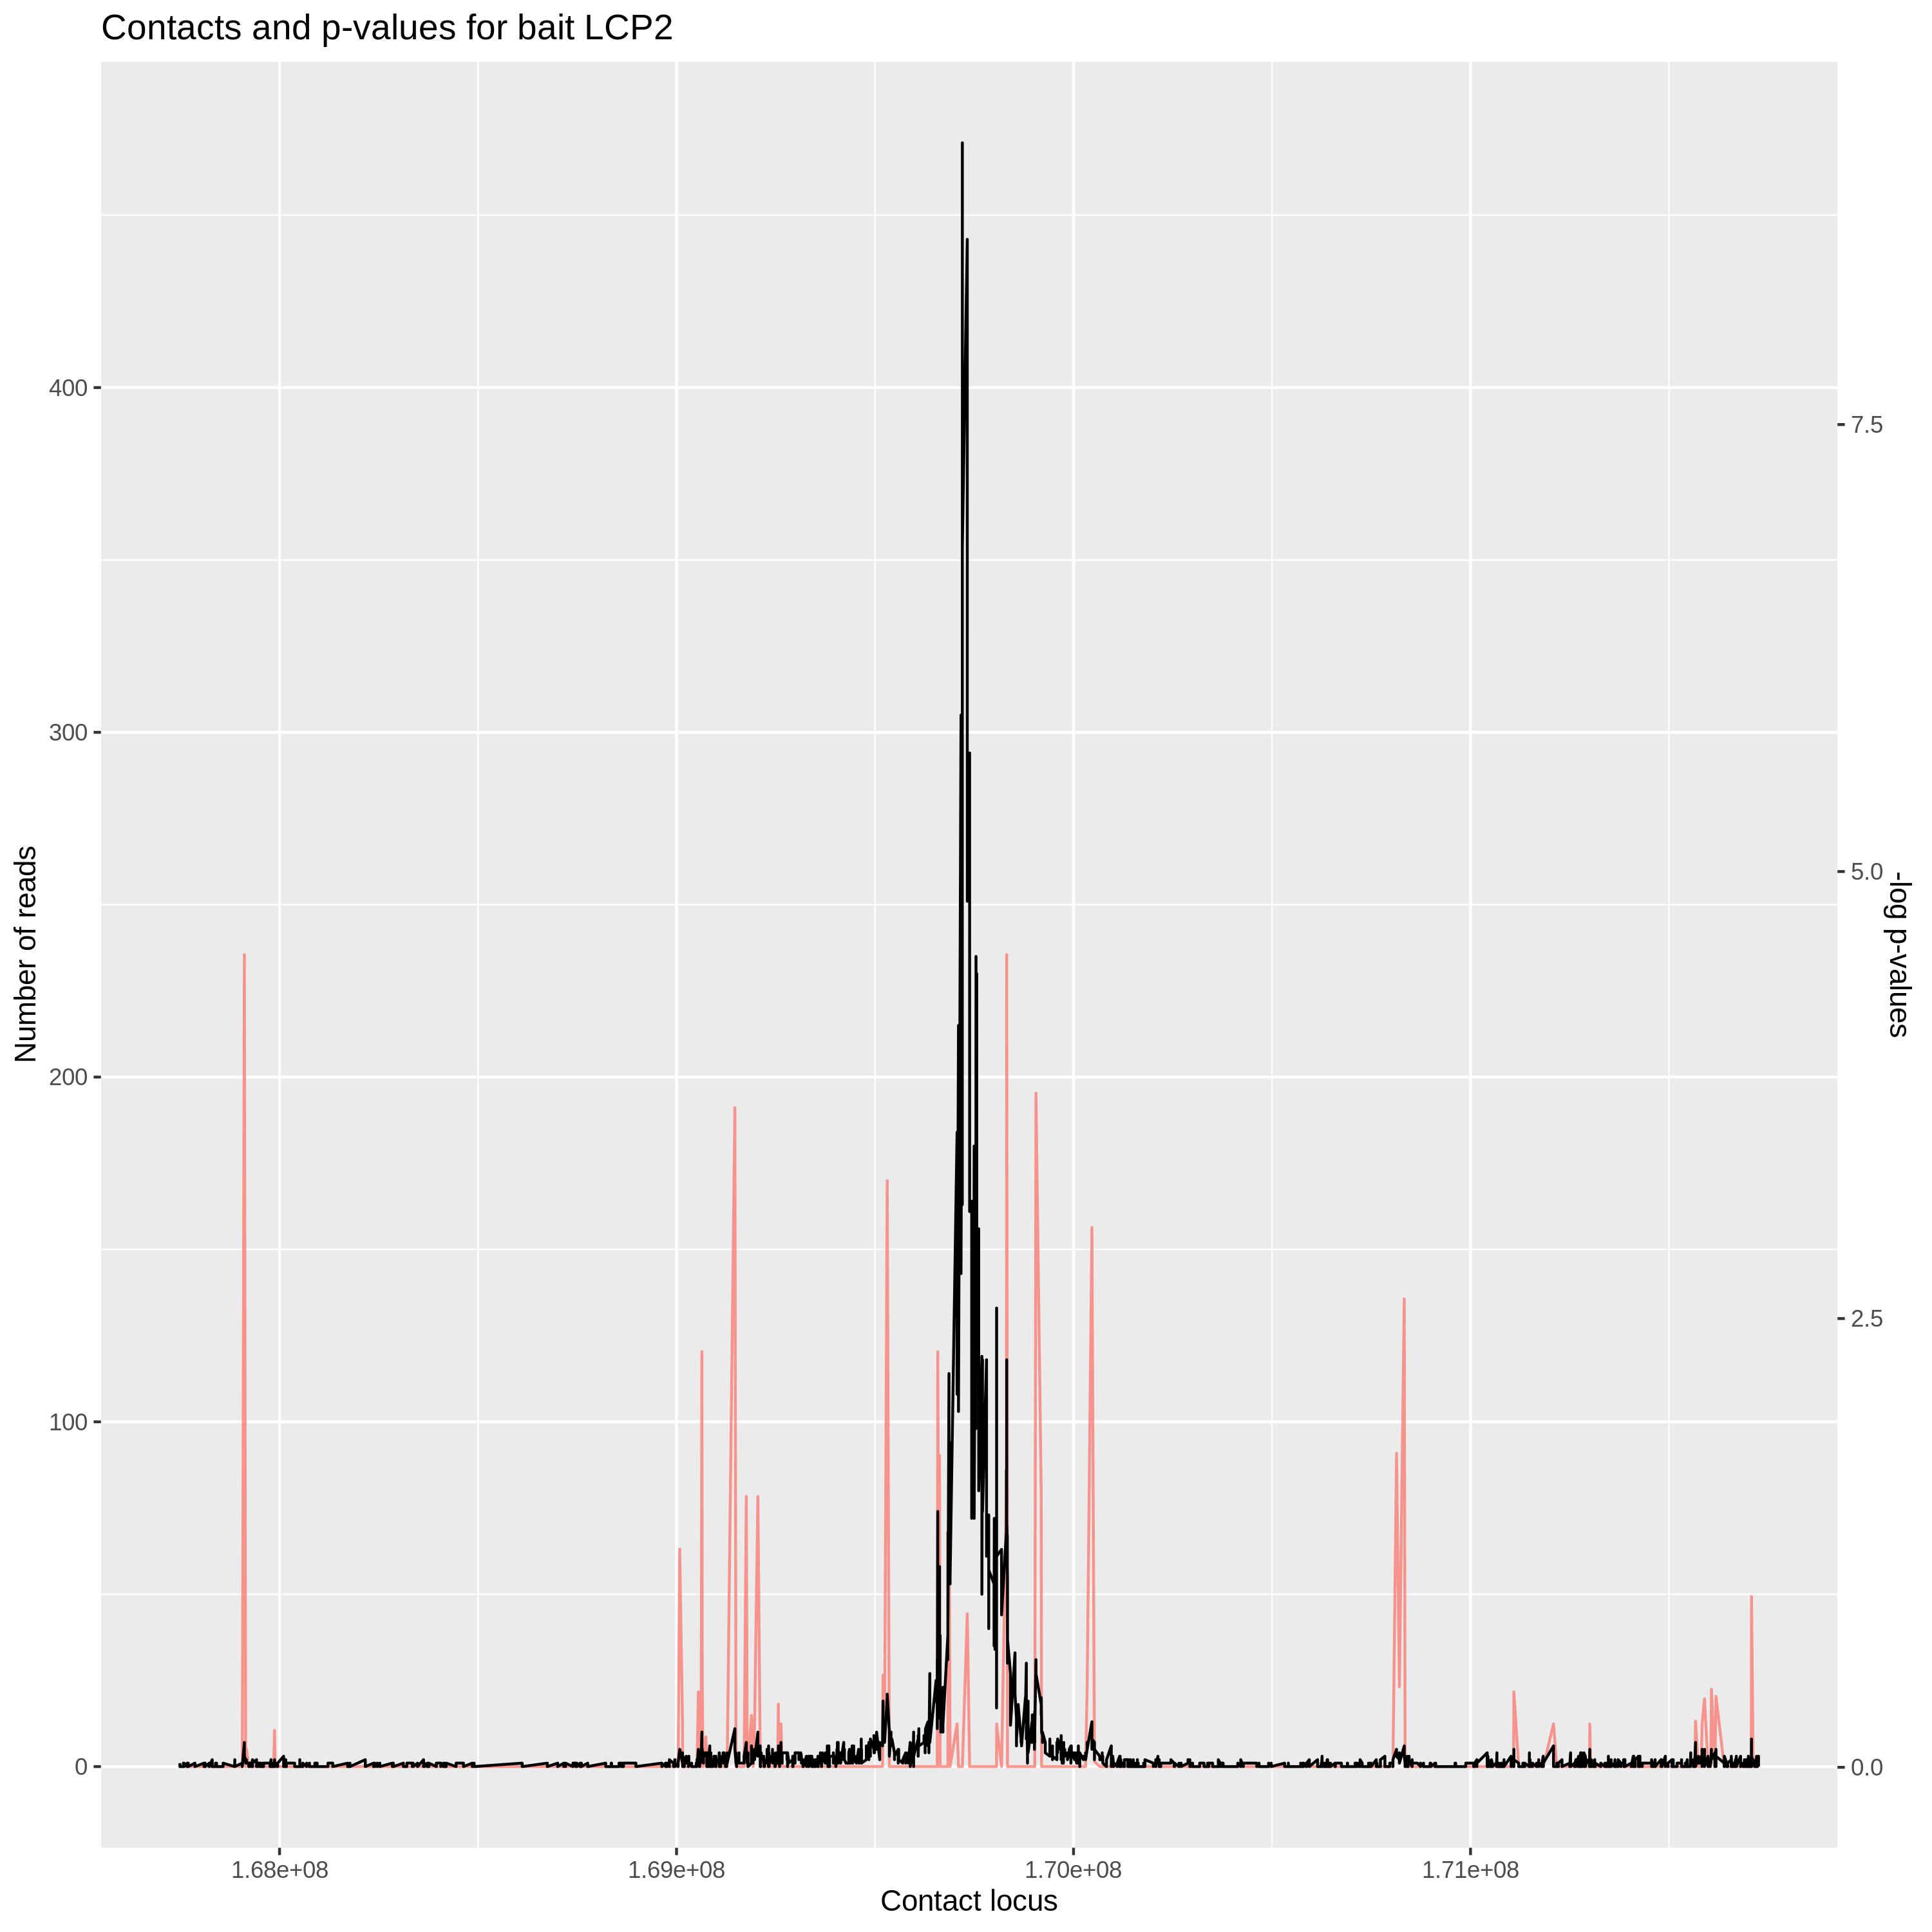 Contacts and p-values for bait LCP2
400
300
200
100
0
Number of reads
7.5
5.0
2.5
0.0
-log p-values
1.68e+08
1.69e+08
1.70e+08
1.71e+08
Contact locus